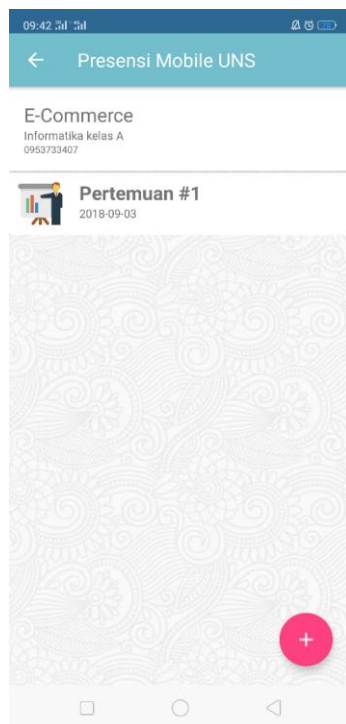 09:42
Presensi Mobile UNS
E-Commerce
Informatika kelas A
0953733407
Pertemuan #1
2018-09-03
+